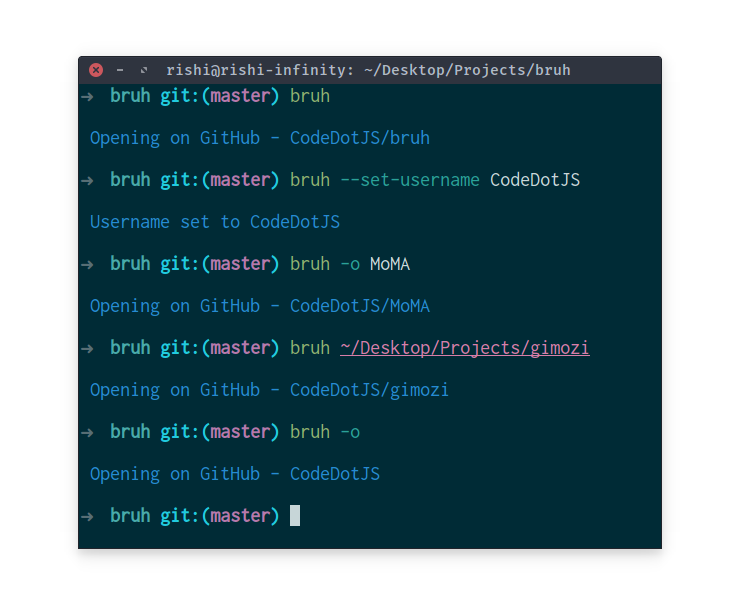 rishi@rishi-infinity: ~/Desktop/Projects/bruh
→ bruh git:(master) bruh
Opening on GitHub - CodeDotJS/bruh
→ bruh git:(master) bruh --set-username CodeDotJS
Username set to CodeDotJS
→ bruh git:(master) bruh -o MoMA
Opening on GitHub - CodeDotJS/MoMA
→ bruh git:(master) bruh ~/Desktop/Projects/gimozi
Opening on GitHub - CodeDotJS/gimozi
→ bruh git:(master) bruh -o
Opening on GitHub - CodeDotJS
→ bruh git:(master)